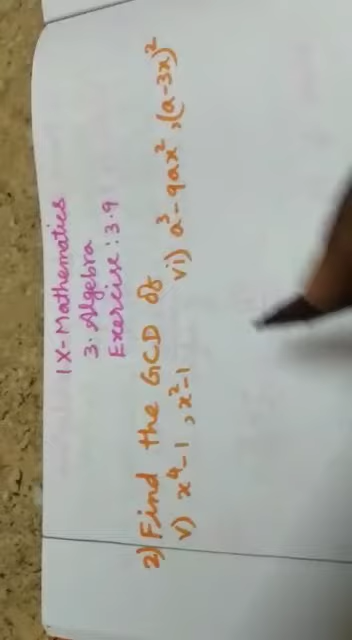 IX-Mathematics
3. Algebra
Exercise: 3.9
2) Find the GCD of
v) x⁴-1, x²-1 vi) a³-9ax², (a-3x)²